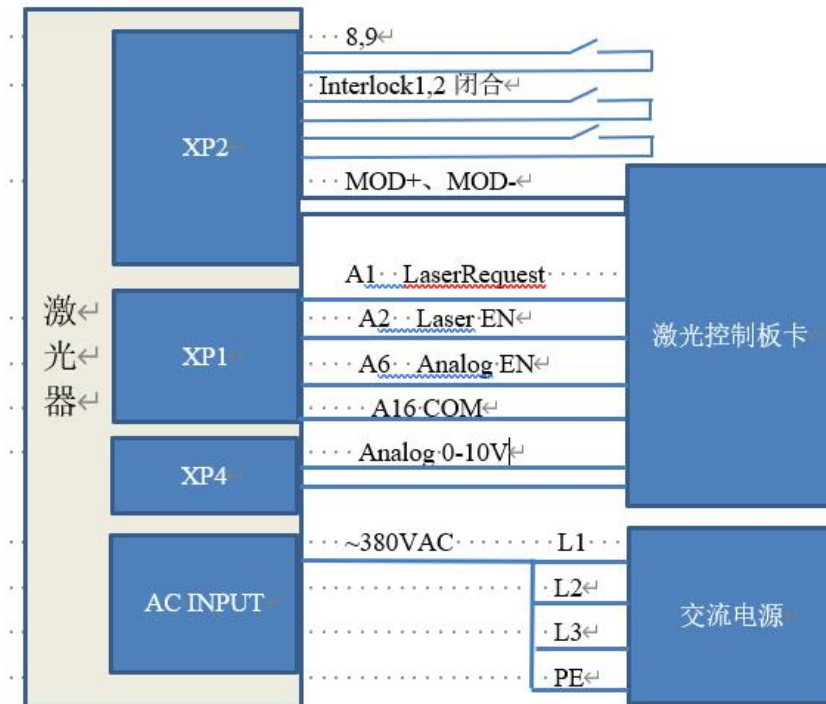 8,9
Interlock1,2 闭合
XP2
MOD+、MOD-
A1 LaserRequest
激光器
A2 Laser EN
XP1
激光控制板卡
A6 Analog EN
A16 COM
Analog 0-10V
XP4
~380VAC L1
L2
AC INPUT
交流电源
L3
PE